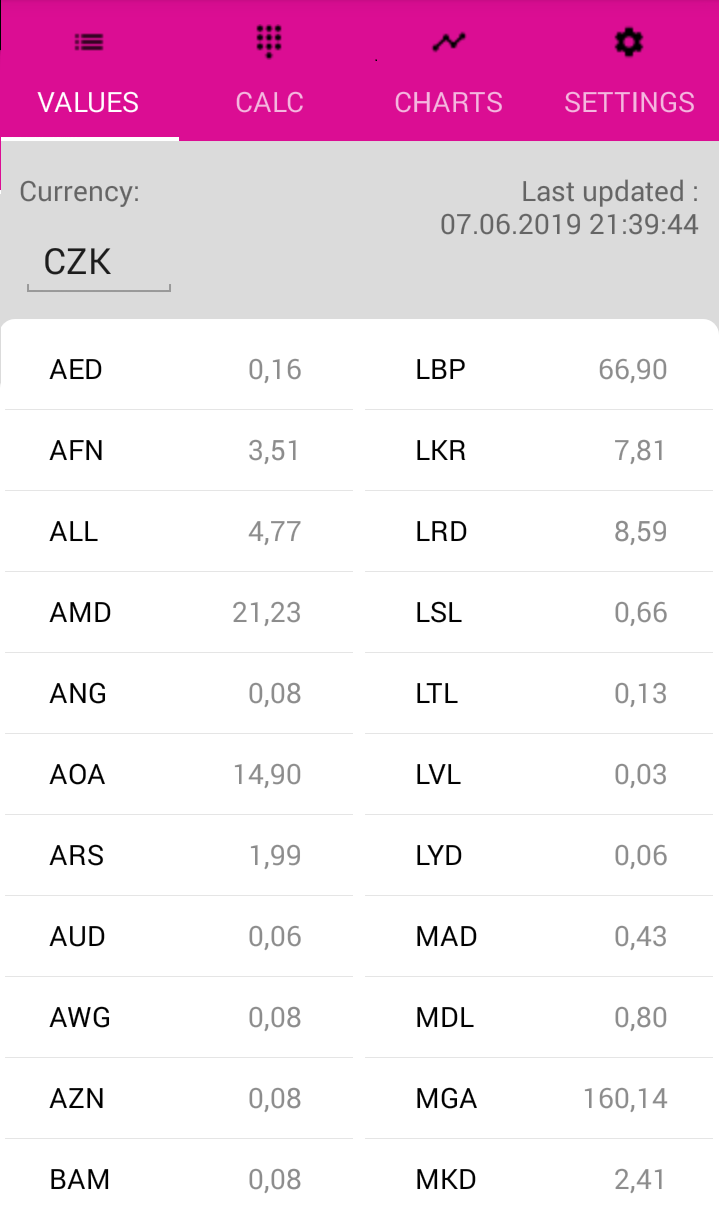 VALUES CALC CHARTS SETTINGS
Currency:
Last updated :
07.06.2019 21:39:44
CZK
AED 0,16 LBP 66,90
AFN 3,51 LKR 7,81
ALL 4,77 LRD 8,59
AMD 21,23 LSL 0,66
ANG 0,08 LTL 0,13
AOA 14,90 LVL 0,03
ARS 1,99 LYD 0,06
AUD 0,06 MAD 0,43
AWG 0,08 MDL 0,80
AZN 0,08 MGA 160,14
BAM 0,08 MKD 2,41